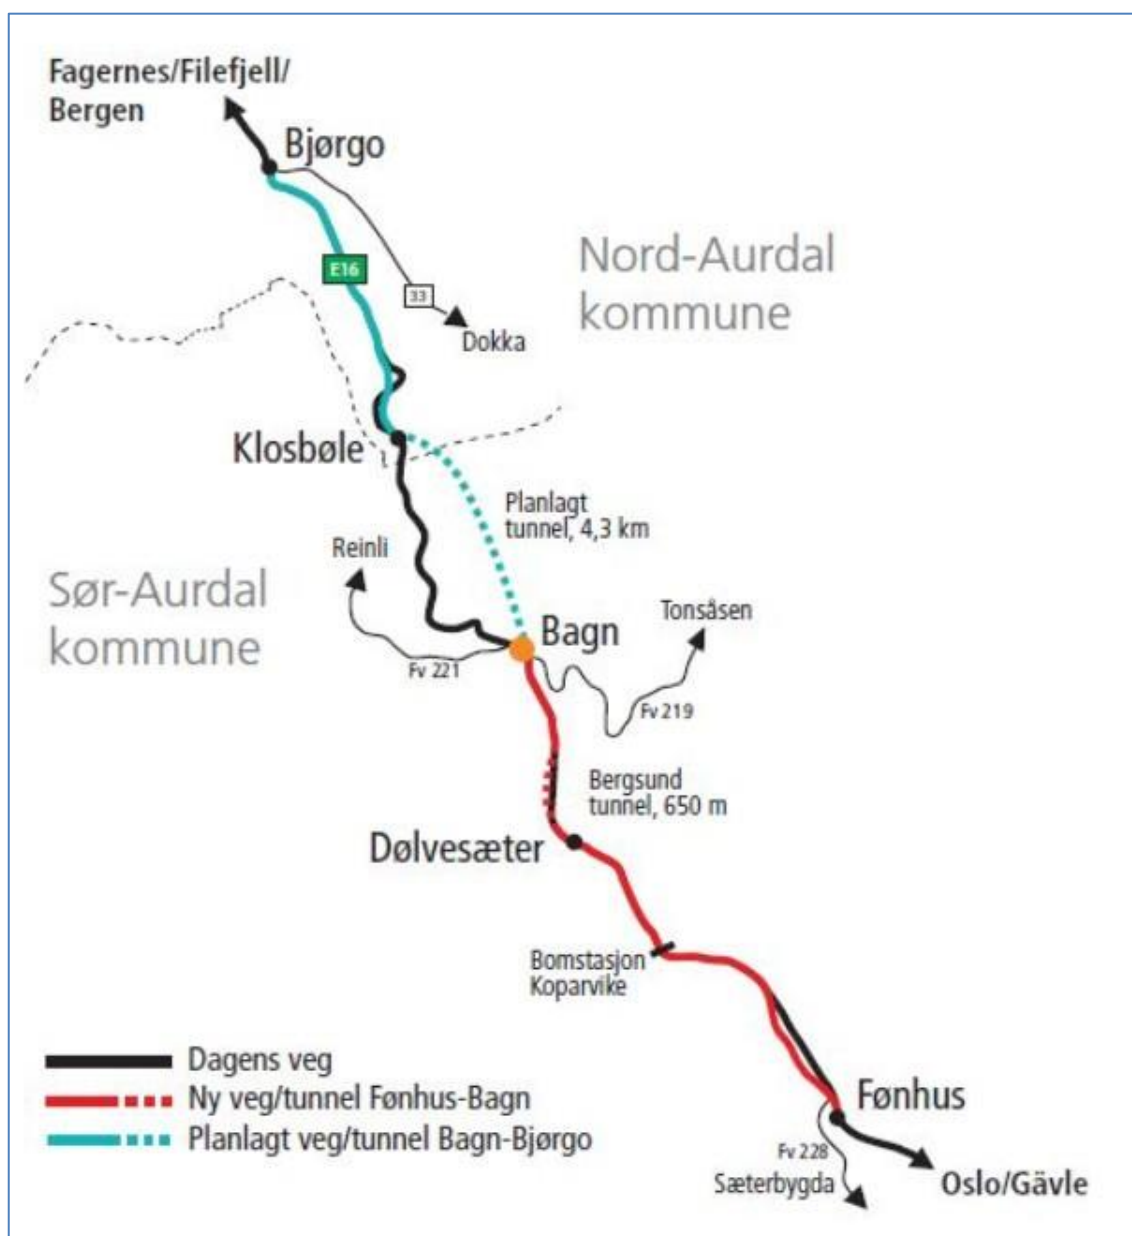 Fagernes/Filefjell/
Bergen
Bjørgo
E16
33
Dokka
Nord-Aurdal
kommune
Klosbøle
Planlagt
tunnel, 4,3 km
Reinli
Sør-Aurdal
kommune
Tonsåsen
Bagn
Fv 221
Fv 219
Bergsund
tunnel, 650 m
Dølvesæter
Bomstasjon
Koparvike
Dagens veg
Ny veg/tunnel Fønhus-Bagn
Planlagt veg/tunnel Bagn-Bjørgo
Fønhus
Fv 228
Sæterbygda
Oslo/Gävle